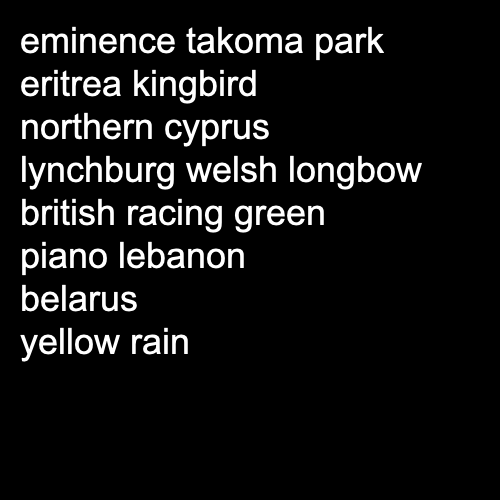 eminence takoma park
eritrea kingbird
northern cyprus
lynchburg welsh longbow
british racing green
piano lebanon
belarus
yellow rain